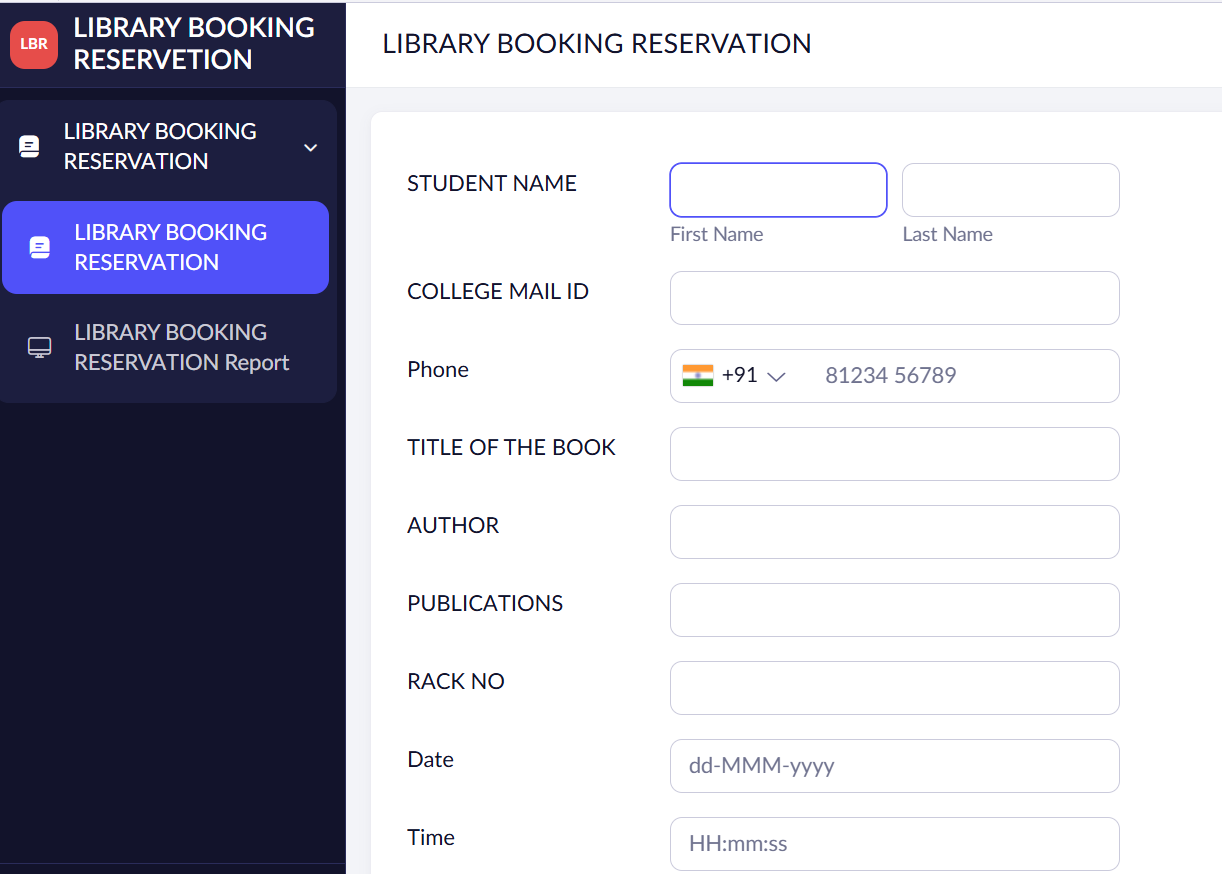 LBR
LIBRARY BOOKING
RESERVETION
LIBRARY BOOKING
RESERVATION
LIBRARY BOOKING
RESERVATION
LIBRARY BOOKING
RESERVATION Report
LIBRARY BOOKING RESERVATION
STUDENT NAME
First Name
Last Name
COLLEGE MAIL ID
Phone
+91
81234 56789
TITLE OF THE BOOK
AUTHOR
PUBLICATIONS
RACK NO
Date
dd-MMM-yyyy
Time
HH:mm:ss